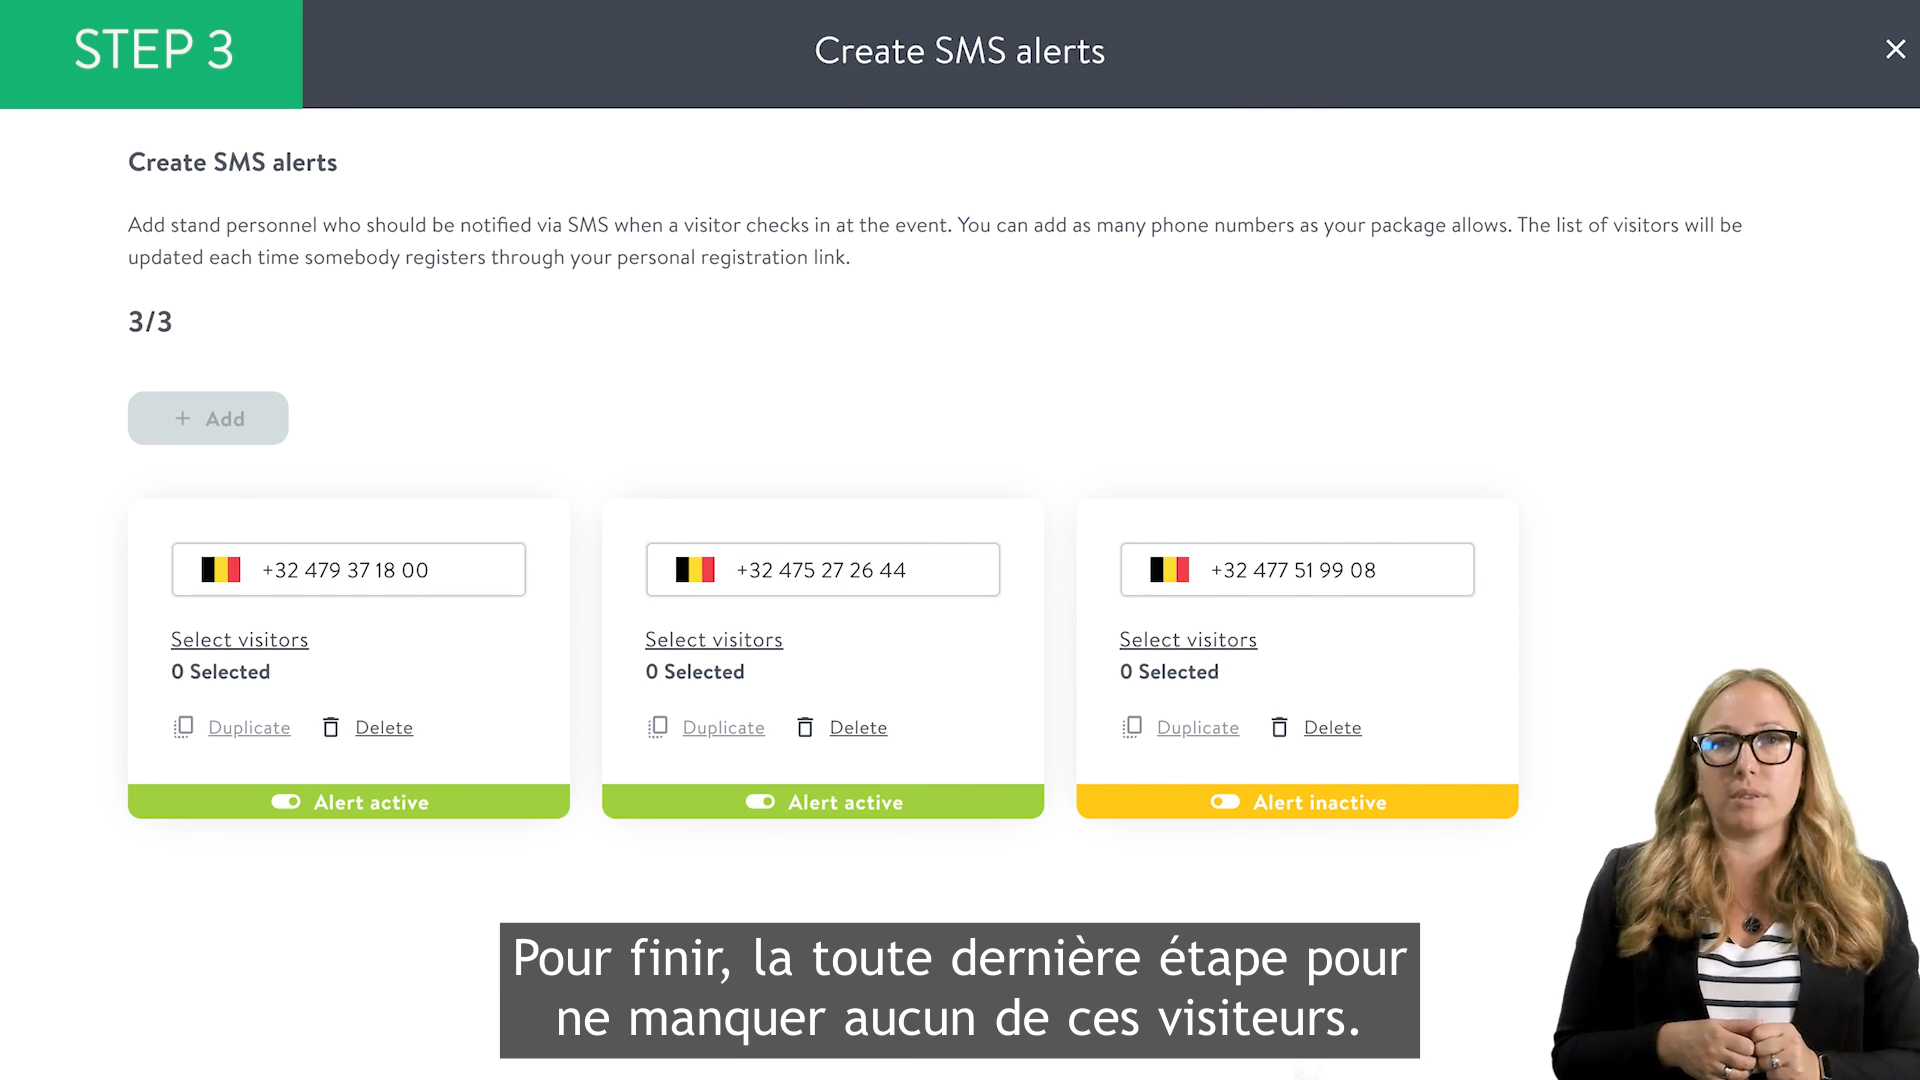 STEP 3
Create SMS alerts
Create SMS alerts
Add stand personnel who should be notified via SMS when a visitor checks in at the event. You can add as many phone numbers as your package allows. The list of visitors will be
updated each time somebody registers through your personal registration link.
3/3
+ Add
+32 479 37 18 00
+32 475 27 26 44
+32 477 51 99 08
Select visitors
Select visitors
Select visitors
0 Selected
0 Selected
0 Selected
Duplicate Delete
Duplicate Delete
Duplicate Delete
Alert active
Alert active
Alert inactive
Pour finir, la toute dernière étape pour
ne manquer aucun de ces visiteurs.